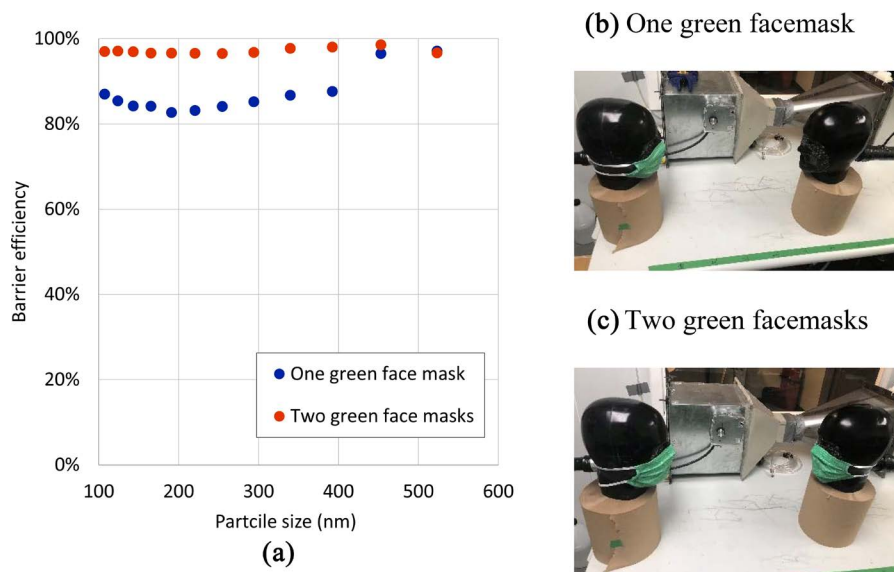 100%
80%
60%
40%
20%
0%
Barrier efficiency
One green face mask
Two green face masks
100 200 300 400 500 600
Partcile size (nm)
(a)
(b) One green facemask
(c) Two green facemasks